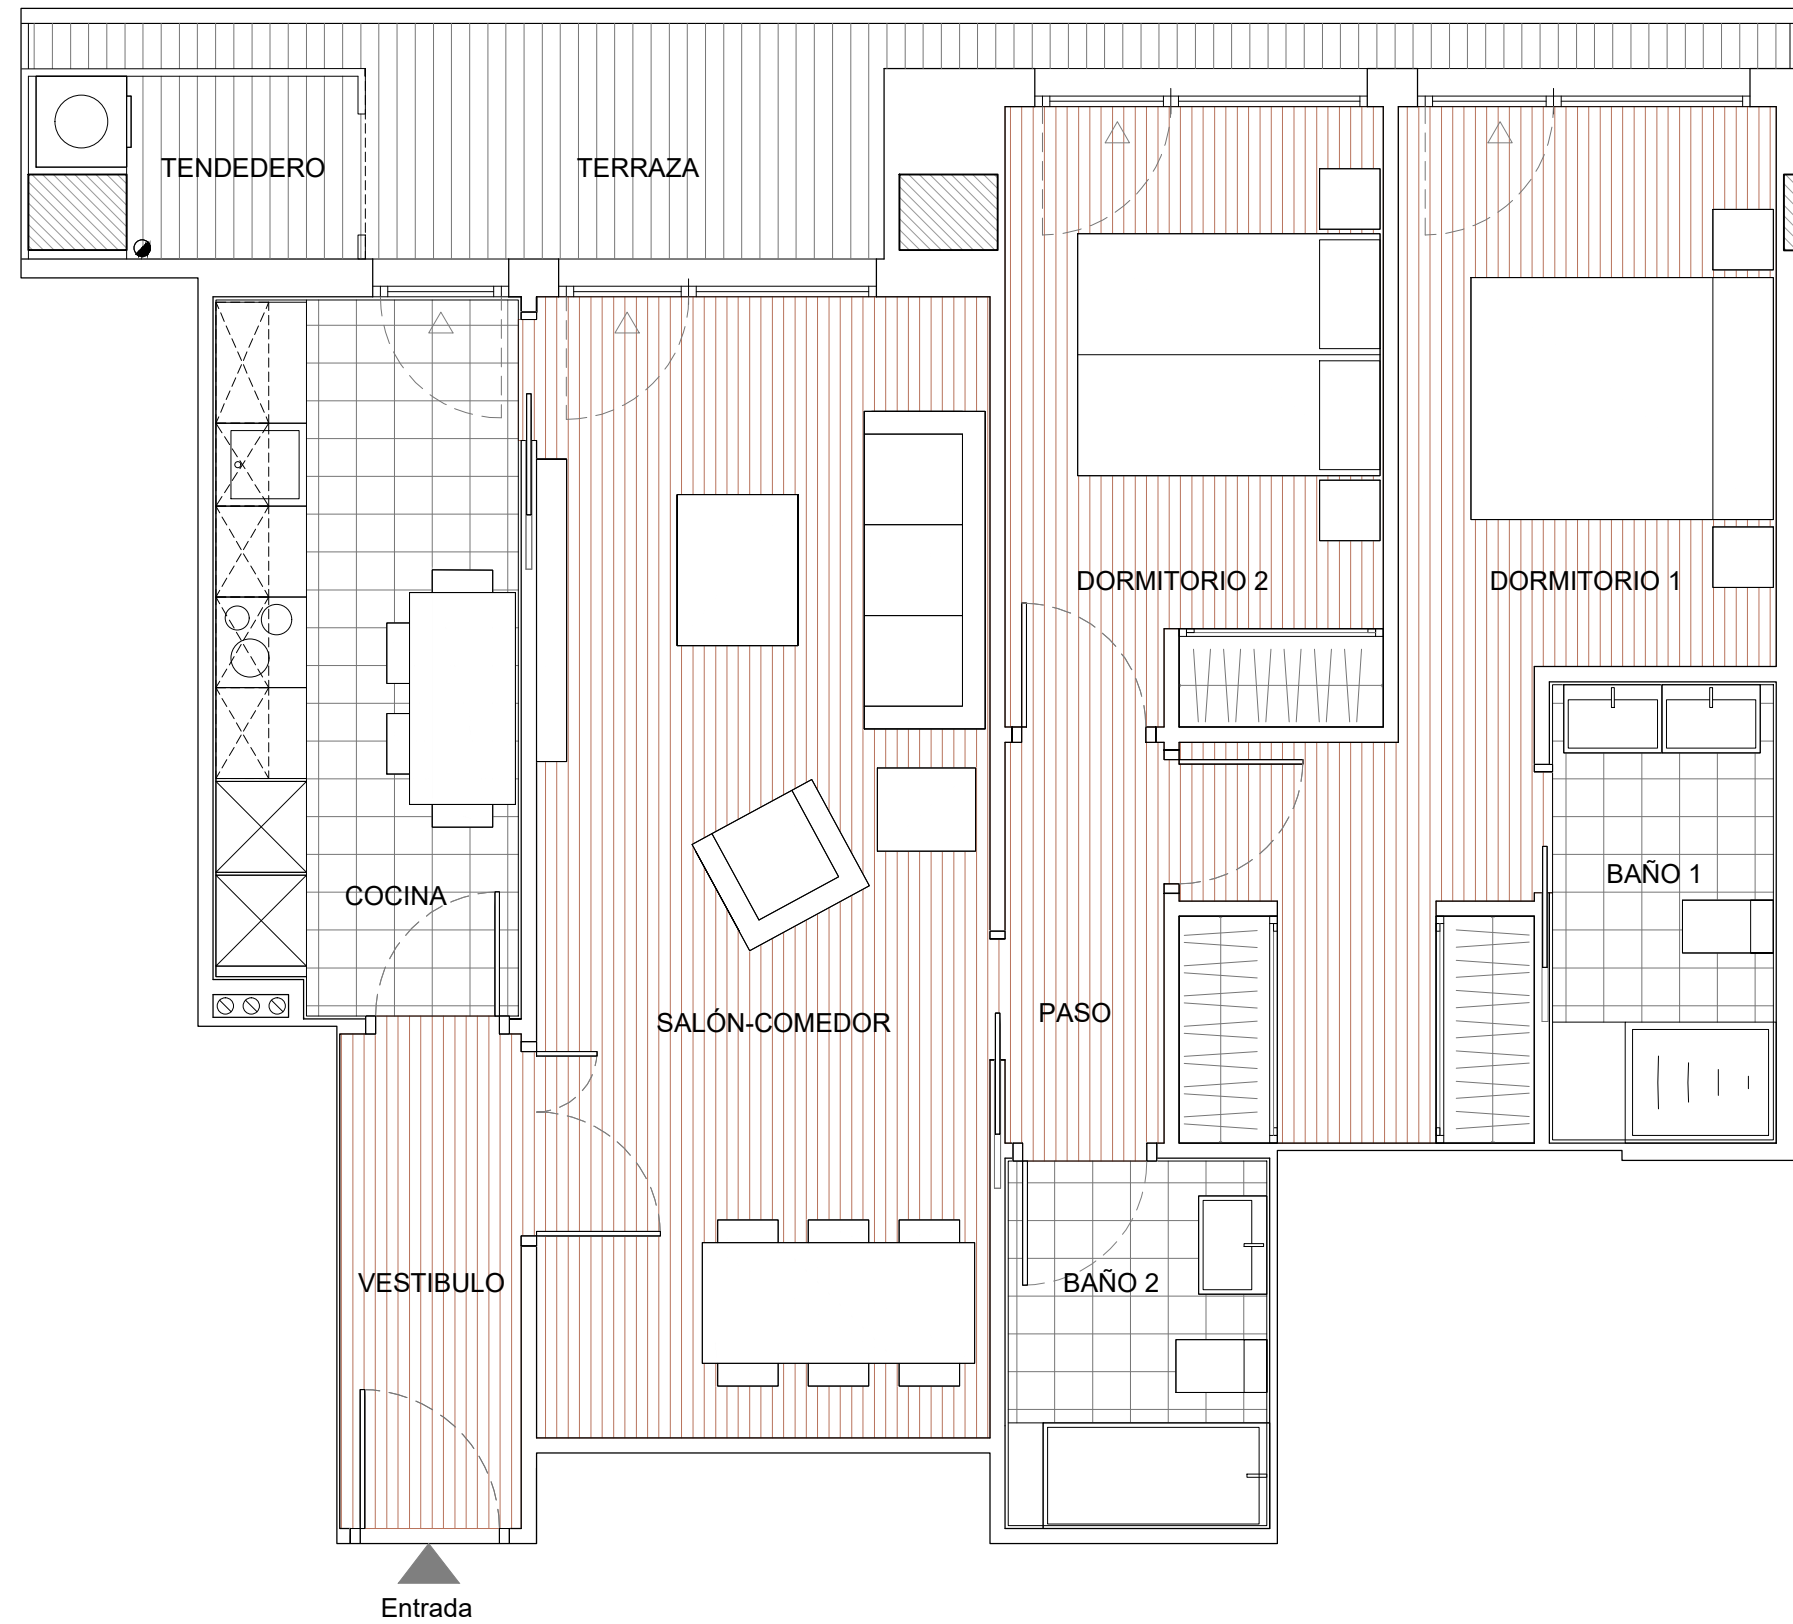 TENDEDERO
TERRAZA
DORMITORIO 2
DORMITORIO 1
BAÑO 1
COCINA
SALÓN-COMEDOR
PASO
VESTIBULO
BAÑO 2
Entrada